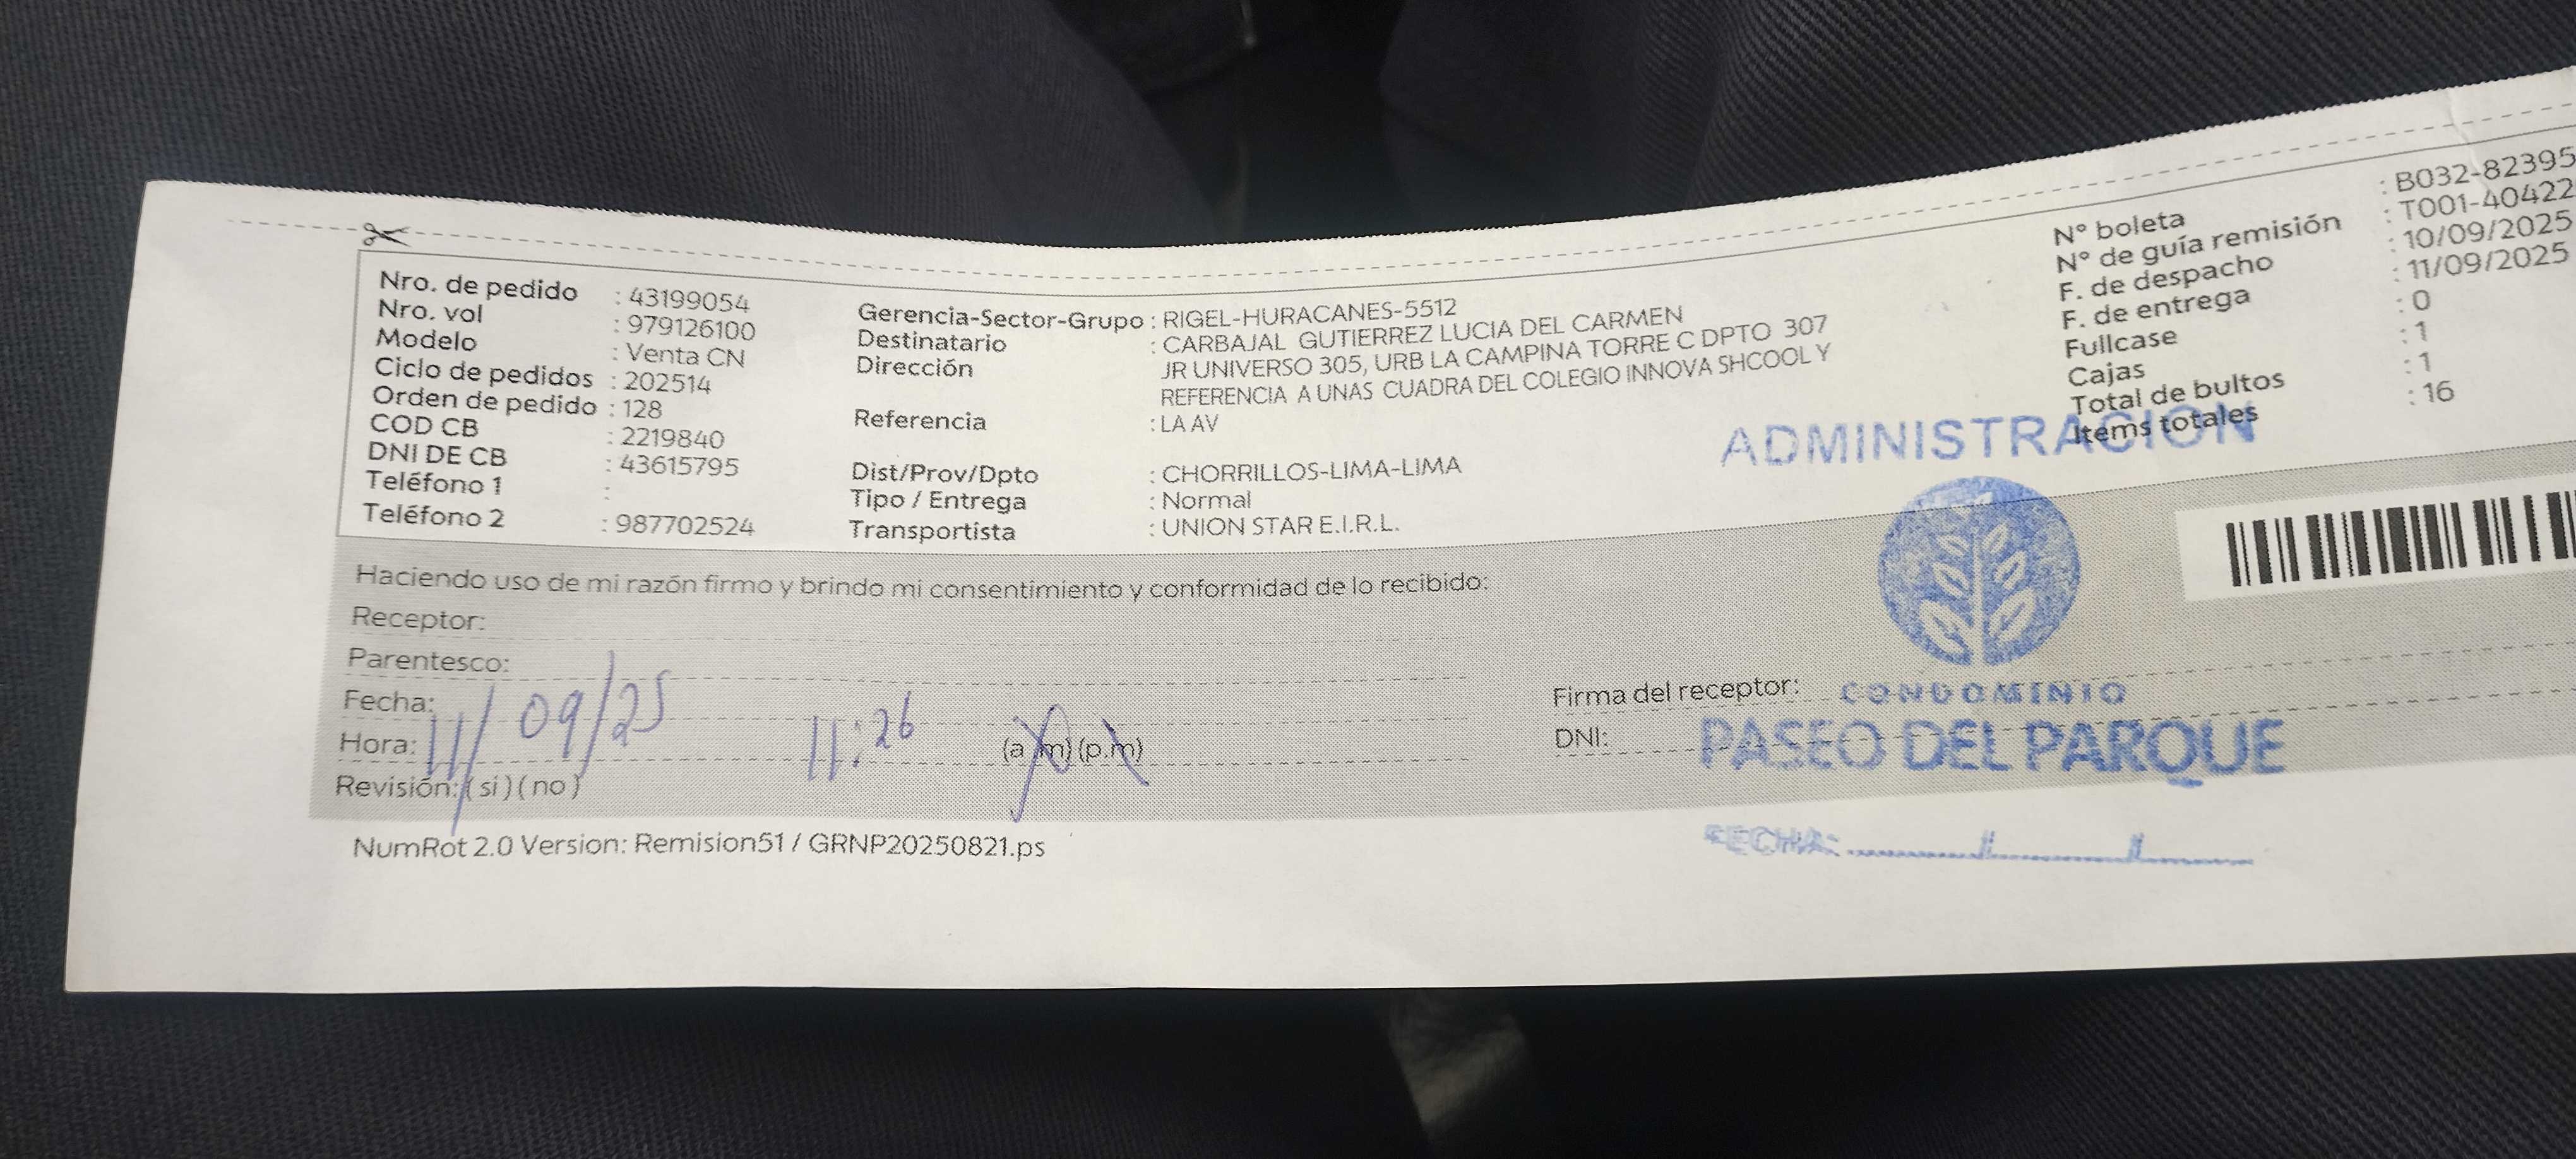 Nro. de pedido : 43199054
Nro. vol : 979126100
Modelo : Venta CN
Ciclo de pedidos : 202514
Orden de pedido : 128
COD CB : 2219840
DNI DE CB : 43615795
Teléfono 1 :
Teléfono 2 : 987702524
Gerencia-Sector-Grupo : RIGEL-HURACANES-5512
Destinatario : CARBAJAL GUTIERREZ LUCIA DEL CARMEN
Dirección JR UNIVERSO 305, URB LA CAMPINA TORRE C DPTO 307
REFERENCIA A UNAS CUADRA DEL COLEGIO INNOVA SHCOOL Y
Referencia : LA AV
Dist/Prov/Dpto : CHORRILLOS-LIMA-LIMA
Tipo / Entrega : Normal
Transportista : UNION STAR E.I.R.L.
N° boleta : B032-82395
N° de guía remisión : T001-40422
F. de despacho : 10/09/2025
F. de entrega : 11/09/2025
Fullcase : 0
Cajas : 1
Total de bultos : 1
Items totales : 16
ADMINISTRACION
Haciendo uso de mi razón firmo y brindo mi consentimiento y conformidad de lo recibido:
Receptor:
Parentesco:
Fecha: 11/09/25
Hora: 11:26 (a.m) (p.m)
Revisión: (si) (no)
Firma del receptor:
DNI:
CONDOMINIO
PASEO DEL PARQUE
FECHA:
NumRot 2.0 Version: Remision51 / GRNP20250821.ps